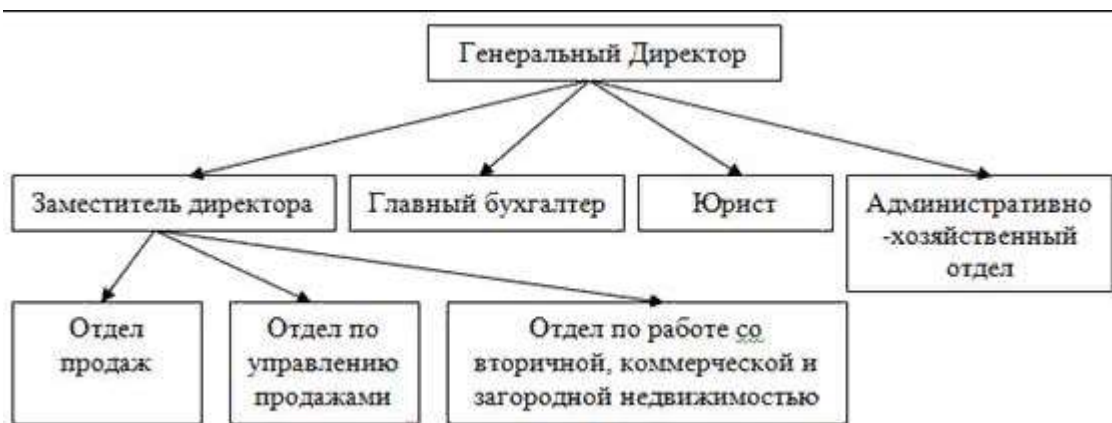 Генеральный Директор
Заместитель директора
Главный бухгалтер
Юрист
Административно
-хозяйственный
отдел
Отдел
продаж
Отдел по
управлению
продажами
Отдел по работе со
вторичной, коммерческой и
загородной недвижимостью